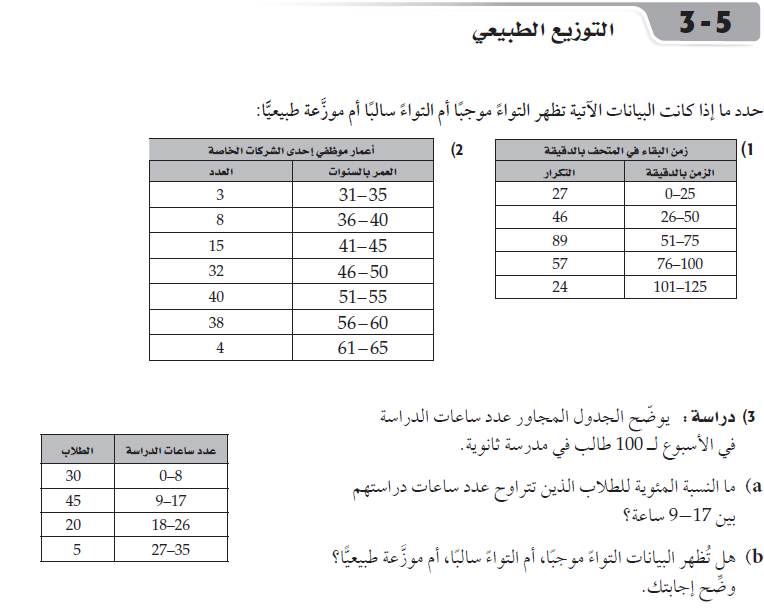 3-5
التوزيع الطبيعي
حدد ما إذا كانت البيانات الآتية تظهر التواءً موجبًا أم التواءً سالبًا أم موزَّعة طبيعيًّا:
(1
زمن البقاء في المتحف بالدقيقة
الزمن بالدقيقة التكرار
0–25 27
26–50 46
51–75 89
76–100 57
101–125 24
(2
أعمار موظفي إحدى الشركات الخاصة
العمر بالسنوات العدد
31–35 3
36–40 8
41–45 15
46–50 32
51–55 40
56–60 38
61–65 4
(3 دراسة: يوضّح الجدول المجاور عدد ساعات الدراسة
في الأسبوع لـ 100 طالب في مدرسة ثانوية.
عدد ساعات الدراسة الطلاب
0–8 30
9–17 45
18–26 20
27–35 5
(a ما النسبة المئوية للطلاب الذين تتراوح عدد ساعات دراستهم
بين 17–9 ساعة؟
(b هل تُظهر البيانات التواءً موجبًا، أم التواءً سالبًا، أم موزَّعة طبيعيًّا؟
وضِّح إجابتك.